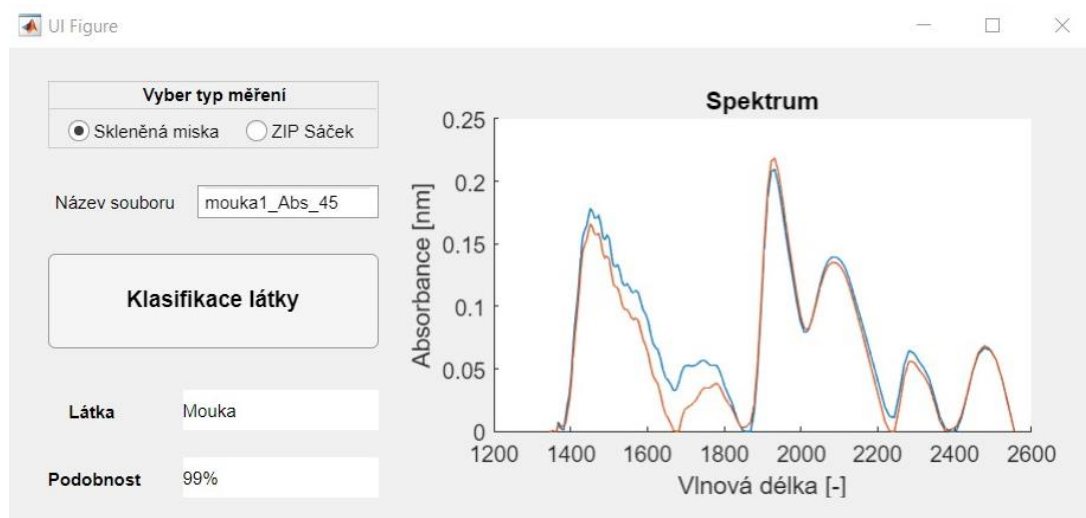 UI Figure
Vyber typ měření
Skleněná miska ZIP Sáček
Název souboru mouka1_Abs_45
Klasifikace látky
Látka Mouka
Podobnost 99%
Spektrum
Absorbance [nm]
0.25
0.2
0.15
0.1
0.05
0
1200 1400 1600 1800 2000 2200 2400 2600
Vlnová délka [-]